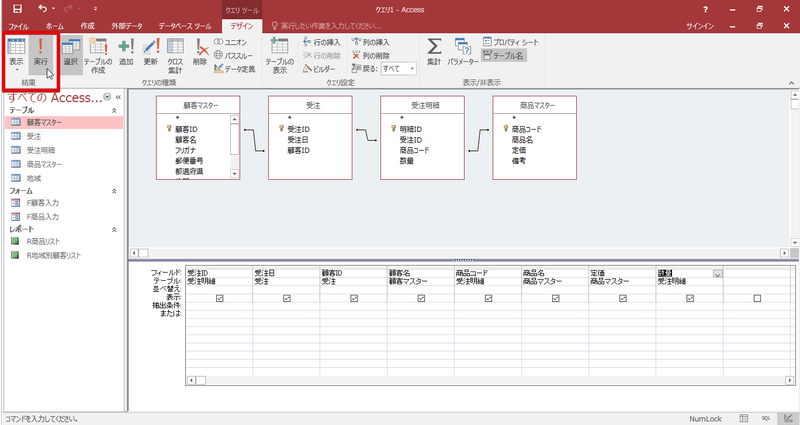 クエリ1 - Access
クエリ ツール
サインイン
ファイル ホーム 作成 外部データ データベース ツール デザイン 実行したい作業を入力してください。
表示 実行 選択 テーブルの作成 追加 更新 クロス集計 削除
ユニオン
パススルー
データ定義
テーブルの表示
行の挿入
行の削除
ビルダー
列の挿入
列の削除
戻る: すべて
集計 パラメーター
プロパティ シート
テーブル名
結果 クエリの種類 クエリ設定 表示/非表示
すべての Access...
テーブル
顧客マスター
受注
受注明細
商品マスター
地域
フォーム
F顧客入力
F商品入力
レポート
R商品リスト
R地域別顧客リスト
顧客マスター
*
顧客ID
顧客名
フリガナ
郵便番号
都道府県
受注
*
受注ID
受注日
顧客ID
受注明細
*
明細ID
受注ID
商品コード
数量
商品マスター
*
商品コード
商品名
定価
備考
フィールド: 受注ID 受注日 顧客ID 顧客名 商品コード 商品名 定価 数量
テーブル: 受注明細 受注 受注 顧客マスター 受注明細 商品マスター 商品マスター 受注明細
並べ替え:
表示:
抽出条件:
または:
コマンドを入力してください。
NumLock
SQL